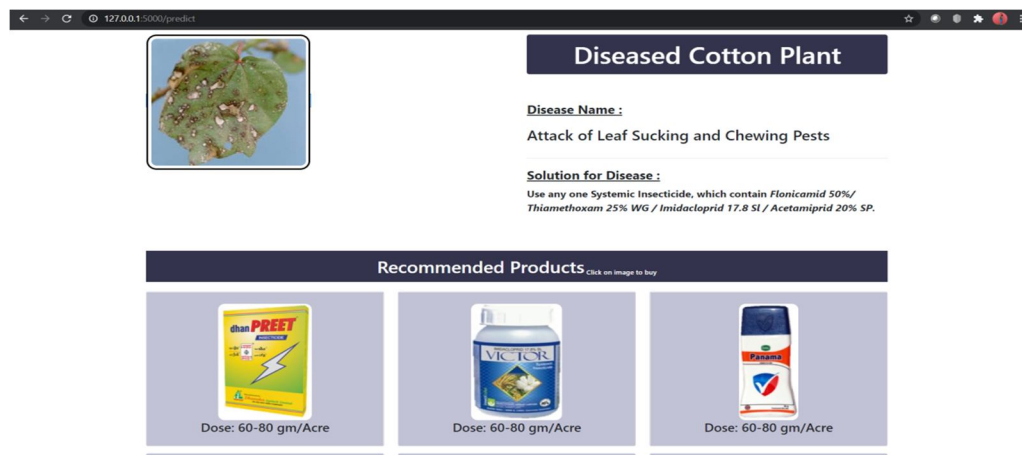 127.0.0.1:5000/predict
Diseased Cotton Plant
Disease Name :
Attack of Leaf Sucking and Chewing Pests
Solution for Disease :
Use any one Systemic Insecticide, which contain Flonicamid 50%/
Thiamethoxam 25% WG / Imidacloprid 17.8 Sl / Acetamiprid 20% SP.
Recommended Products Click on image to buy
dhan PREET
INSECTICIDE
VICTOR
Panama
Dose: 60-80 gm/Acre
Dose: 60-80 gm/Acre
Dose: 60-80 gm/Acre